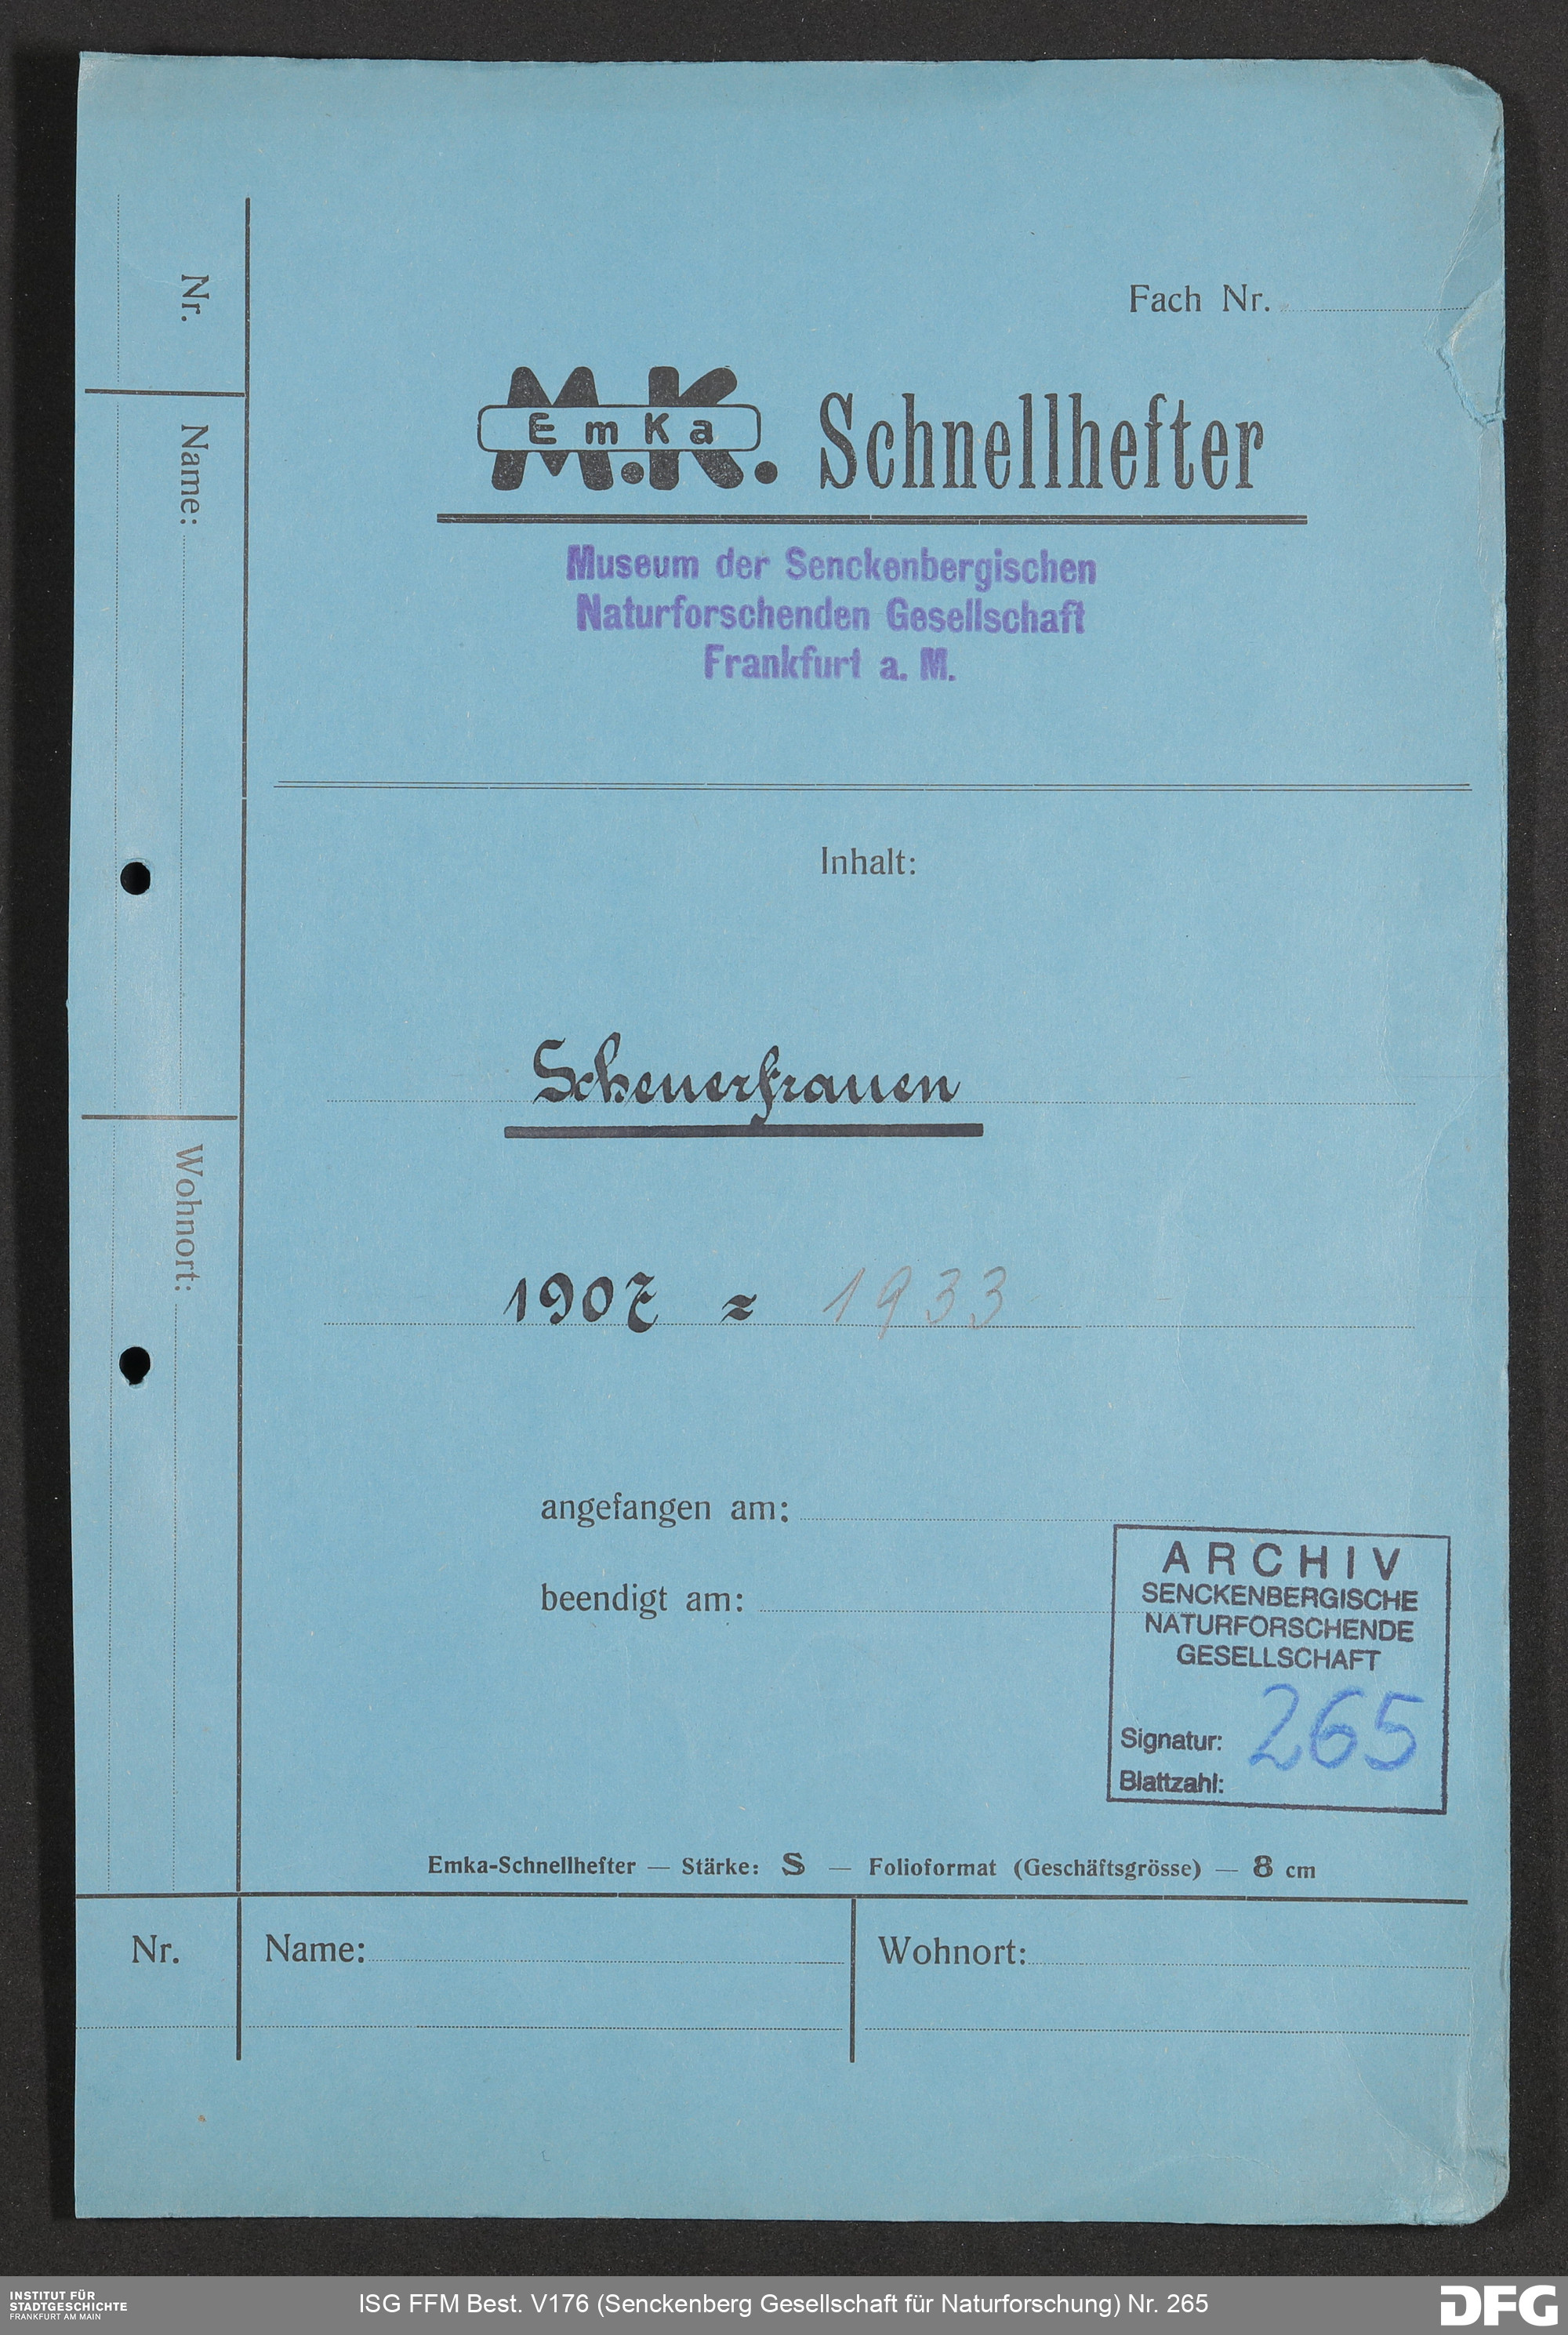 Fach Nr.
M.K.
EmKa
Schnellhefter
Museum der Senckenbergischen
Naturforschenden Gesellschaft
Frankfurt a. M.
Inhalt:
Scheuerfrauen
1907 = 1933
angefangen am:
beendigt am:
ARCHIV
SENCKENBERGISCHE
NATURFORSCHENDE
GESELLSCHAFT
Signatur: 265
Blattzahl:
Emka-Schnellhefter — Stärke: S — Folioformat (Geschäftsgrösse) — 8 cm
Nr. Name: Wohnort:
Nr.
Name:
Wohnort:
INSTITUT FÜR
STADTGESCHICHTE
FRANKFURT AM MAIN
ISG FFM Best. V176 (Senckenberg Gesellschaft für Naturforschung) Nr. 265
DFG